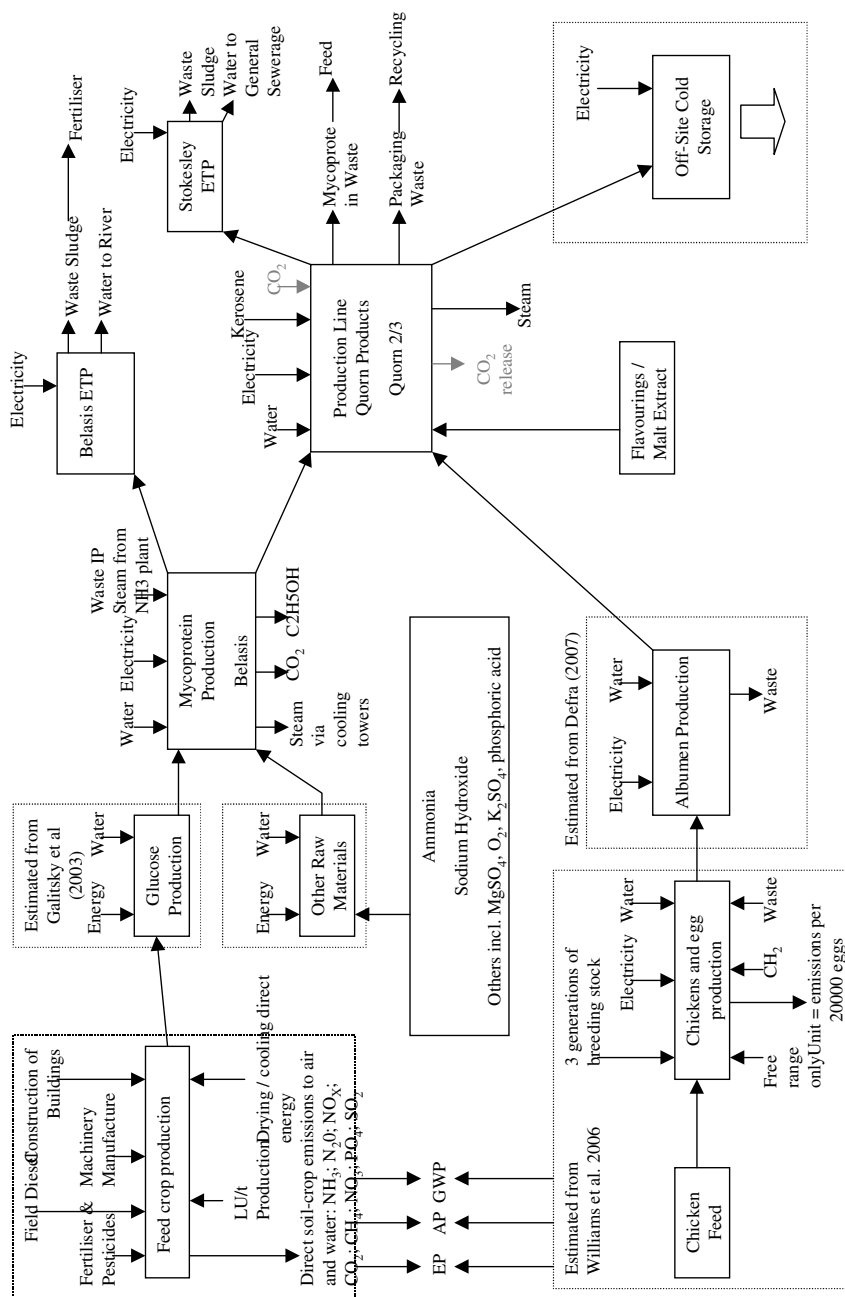 Field Diesel
Construction of
Buildings
Fertiliser &
Pesticides
Machinery
Manufacture
Feed crop production
LU/t
Production
Drying / cooling direct
energy
Direct soil-crop emissions to air
and water: NH3; N20; NOX;
CO2; CH4; NO3; PO4; SO2
EP
AP
GWP
Estimated from
Williams et al. 2006
Chicken
Feed
3 generations of
breeding stock
Electricity
Water
Chickens and egg
production
Free
range
only
CH2
Waste
Unit = emissions per
20000 eggs
Estimated from
Galitsky et al
(2003)
Energy
Water
Glucose
Production
Energy
Water
Other Raw
Materials
Ammonia
Sodium Hydroxide
Others incl. MgSO4, O2, K2SO4, phosphoric acid
Estimated from Defra (2007)
Electricity
Water
Albumen Production
Waste
Water
Electricity
Waste IP
Steam from
NH3 plant
Mycoprotein
Production
Belasis
Steam
via
cooling
towers
CO2
C2H5OH
Electricity
Belasis ETP
Waste Sludge
Fertiliser
Water to River
Water
Electricity
Kerosene
CO2
Production Line
Quorn Products
Quorn 2/3
CO2
release
Steam
Flavourings /
Malt Extract
Electricity
Stokesley
ETP
Waste
Sludge
Water to
General
Sewerage
Mycoprote
in Waste
Feed
Packaging
Waste
Recycling
Electricity
Off-Site Cold
Storage